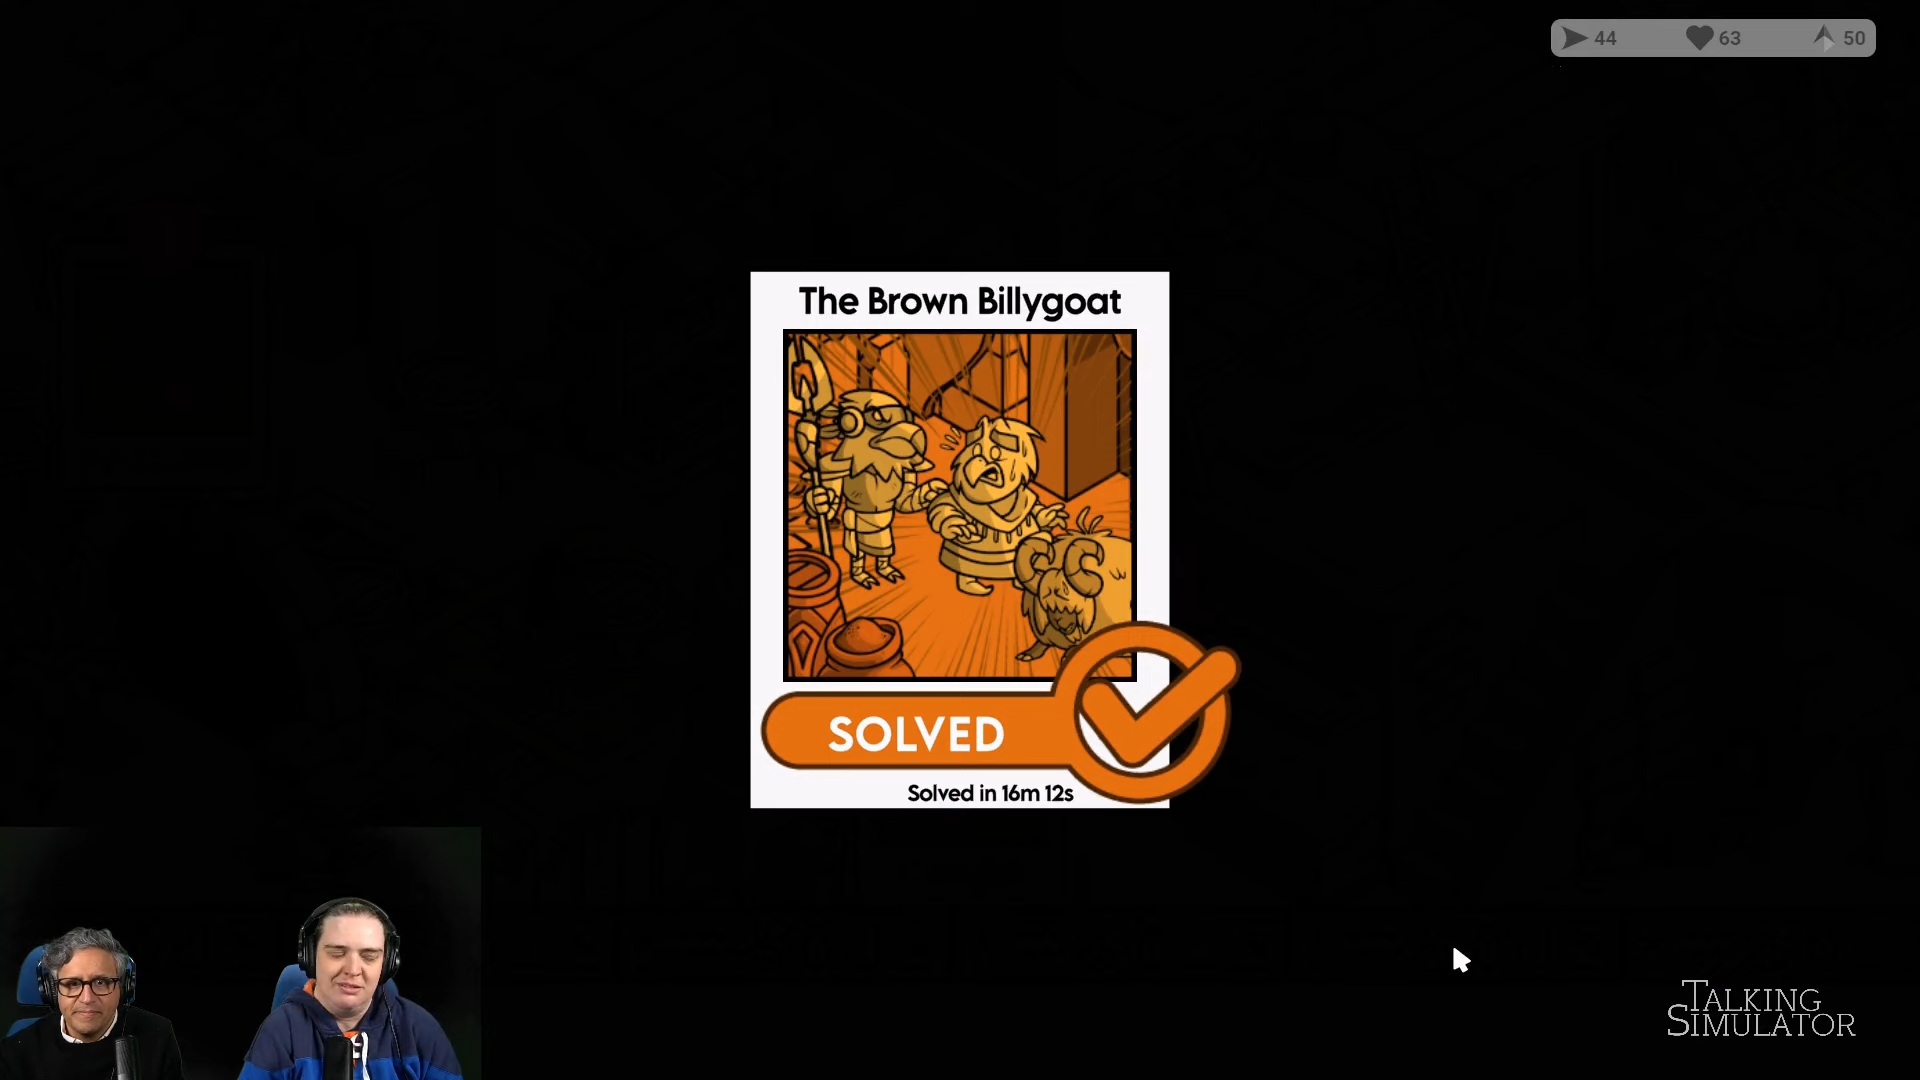 44 63 50
The Brown Billygoat
SOLVED
Solved in 16m 12s
TALKING
SIMULATOR